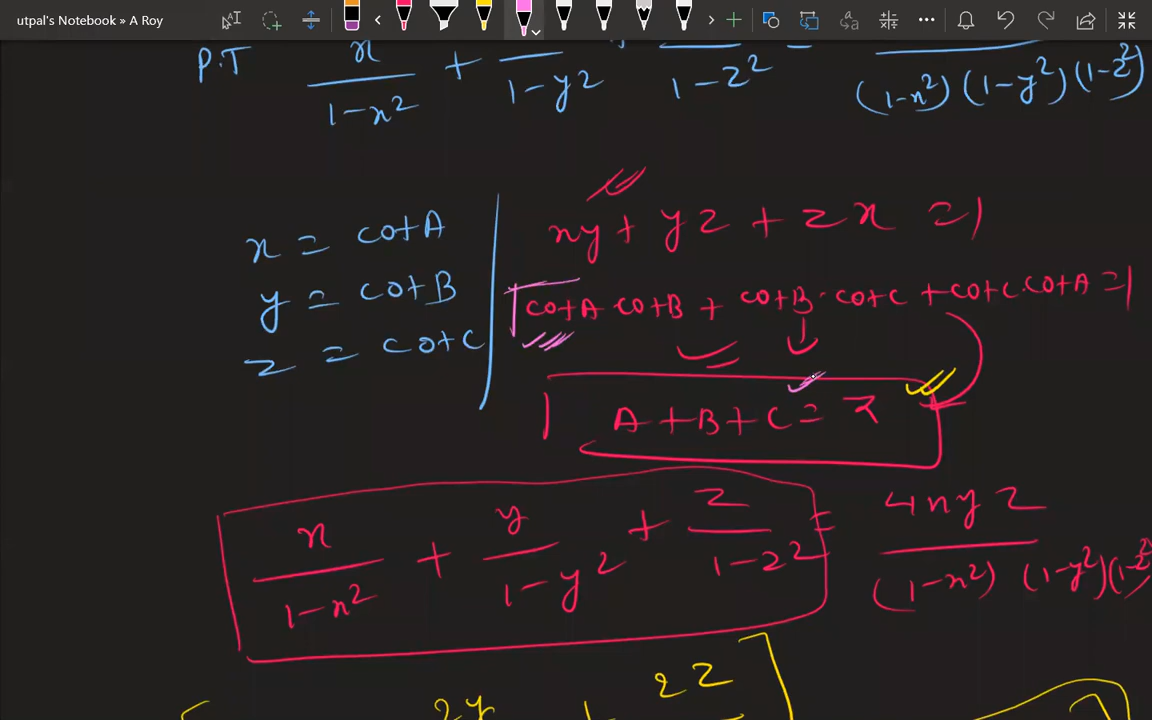 utpal's Notebook » A Roy
P.T x/(1-x²) + /(1-y²) + /(1-z²) = /((1-x²)(1-y²)(1-z²))
x = cotA
y = cotB
z = cotC
xy + yz + zx = 1
cotA cotB + cotB · cotC + cotC.cotA = 1
A + B + C = π
x/(1-x²) + y/(1-y²) + z/(1-z²) = 4xyz/((1-x²)(1-y²)(1-z²))
2y + 2z